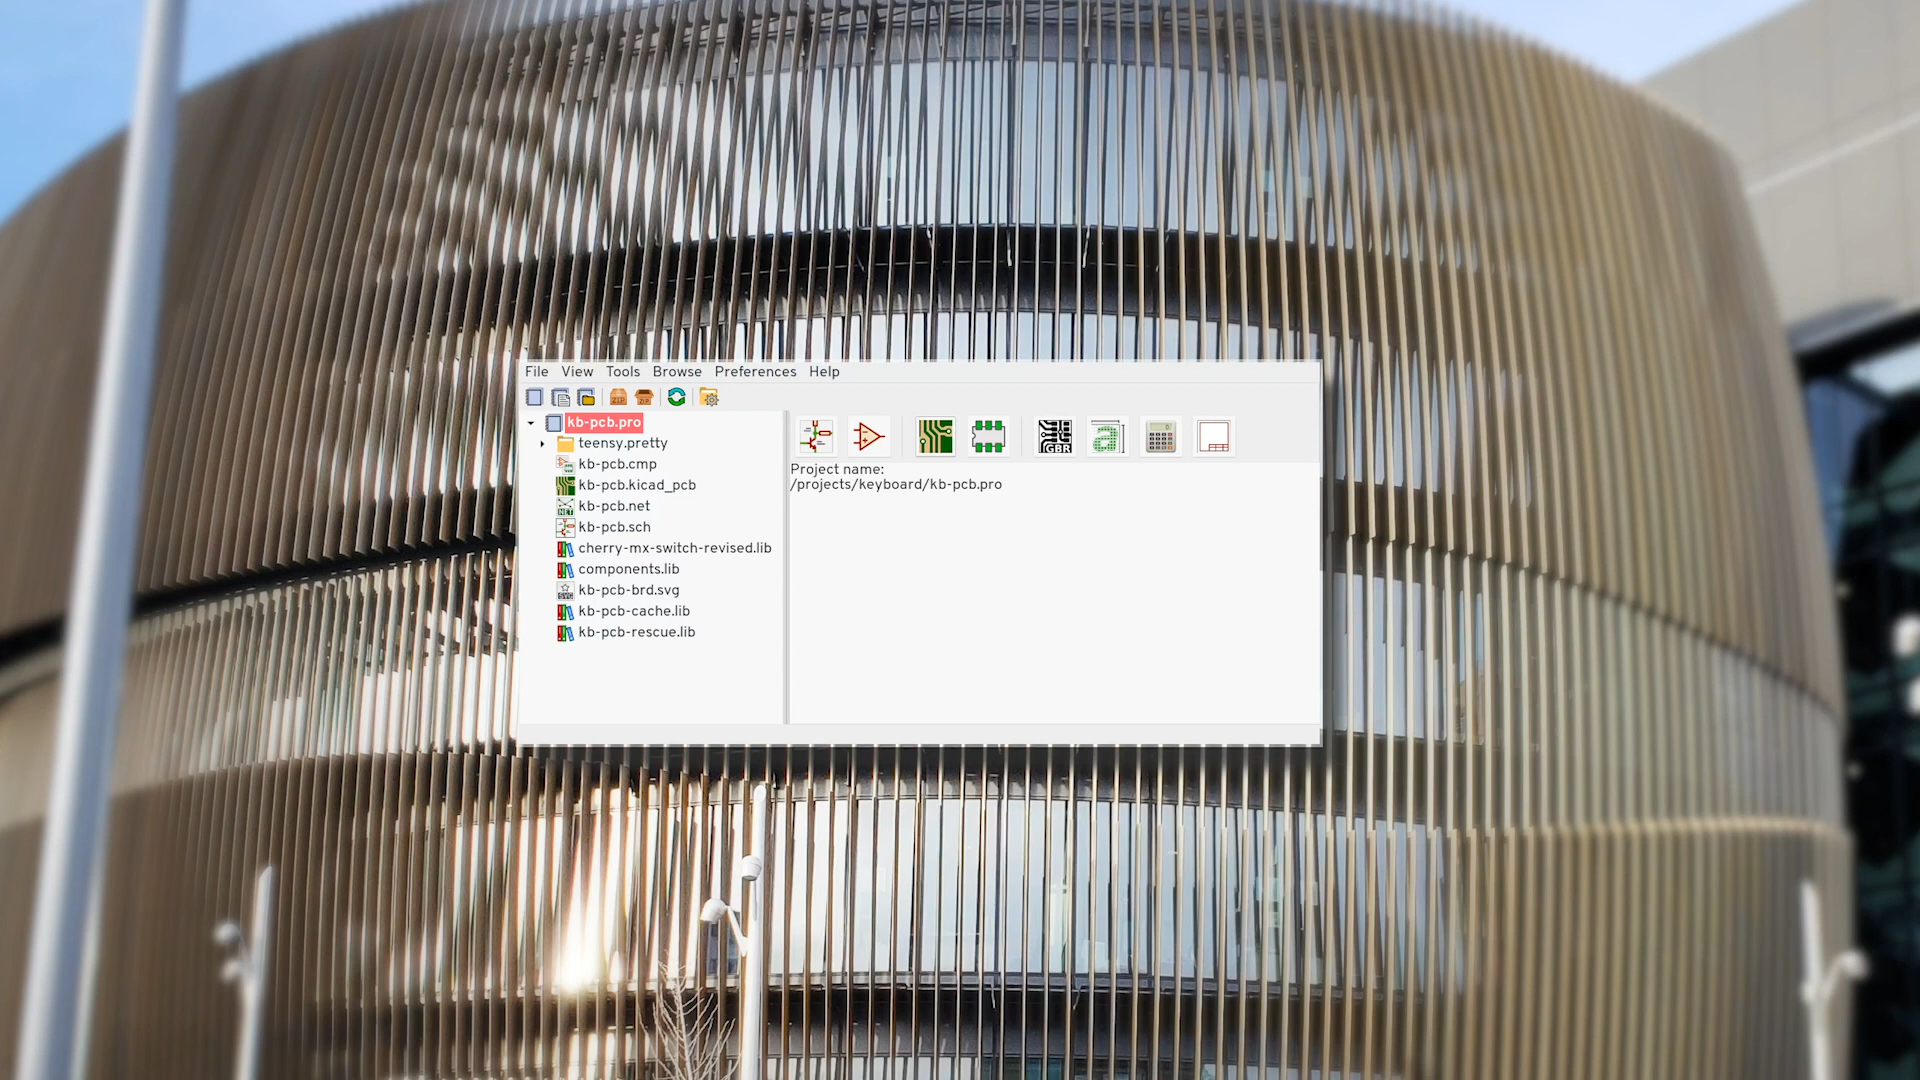 File View Tools Browse Preferences Help
kb-pcb.pro
teensy.pretty
kb-pcb.cmp
kb-pcb.kicad_pcb
kb-pcb.net
kb-pcb.sch
cherry-mx-switch-revised.lib
components.lib
kb-pcb-brd.svg
kb-pcb-cache.lib
kb-pcb-rescue.lib
GBR
a
Project name:
/projects/keyboard/kb-pcb.pro